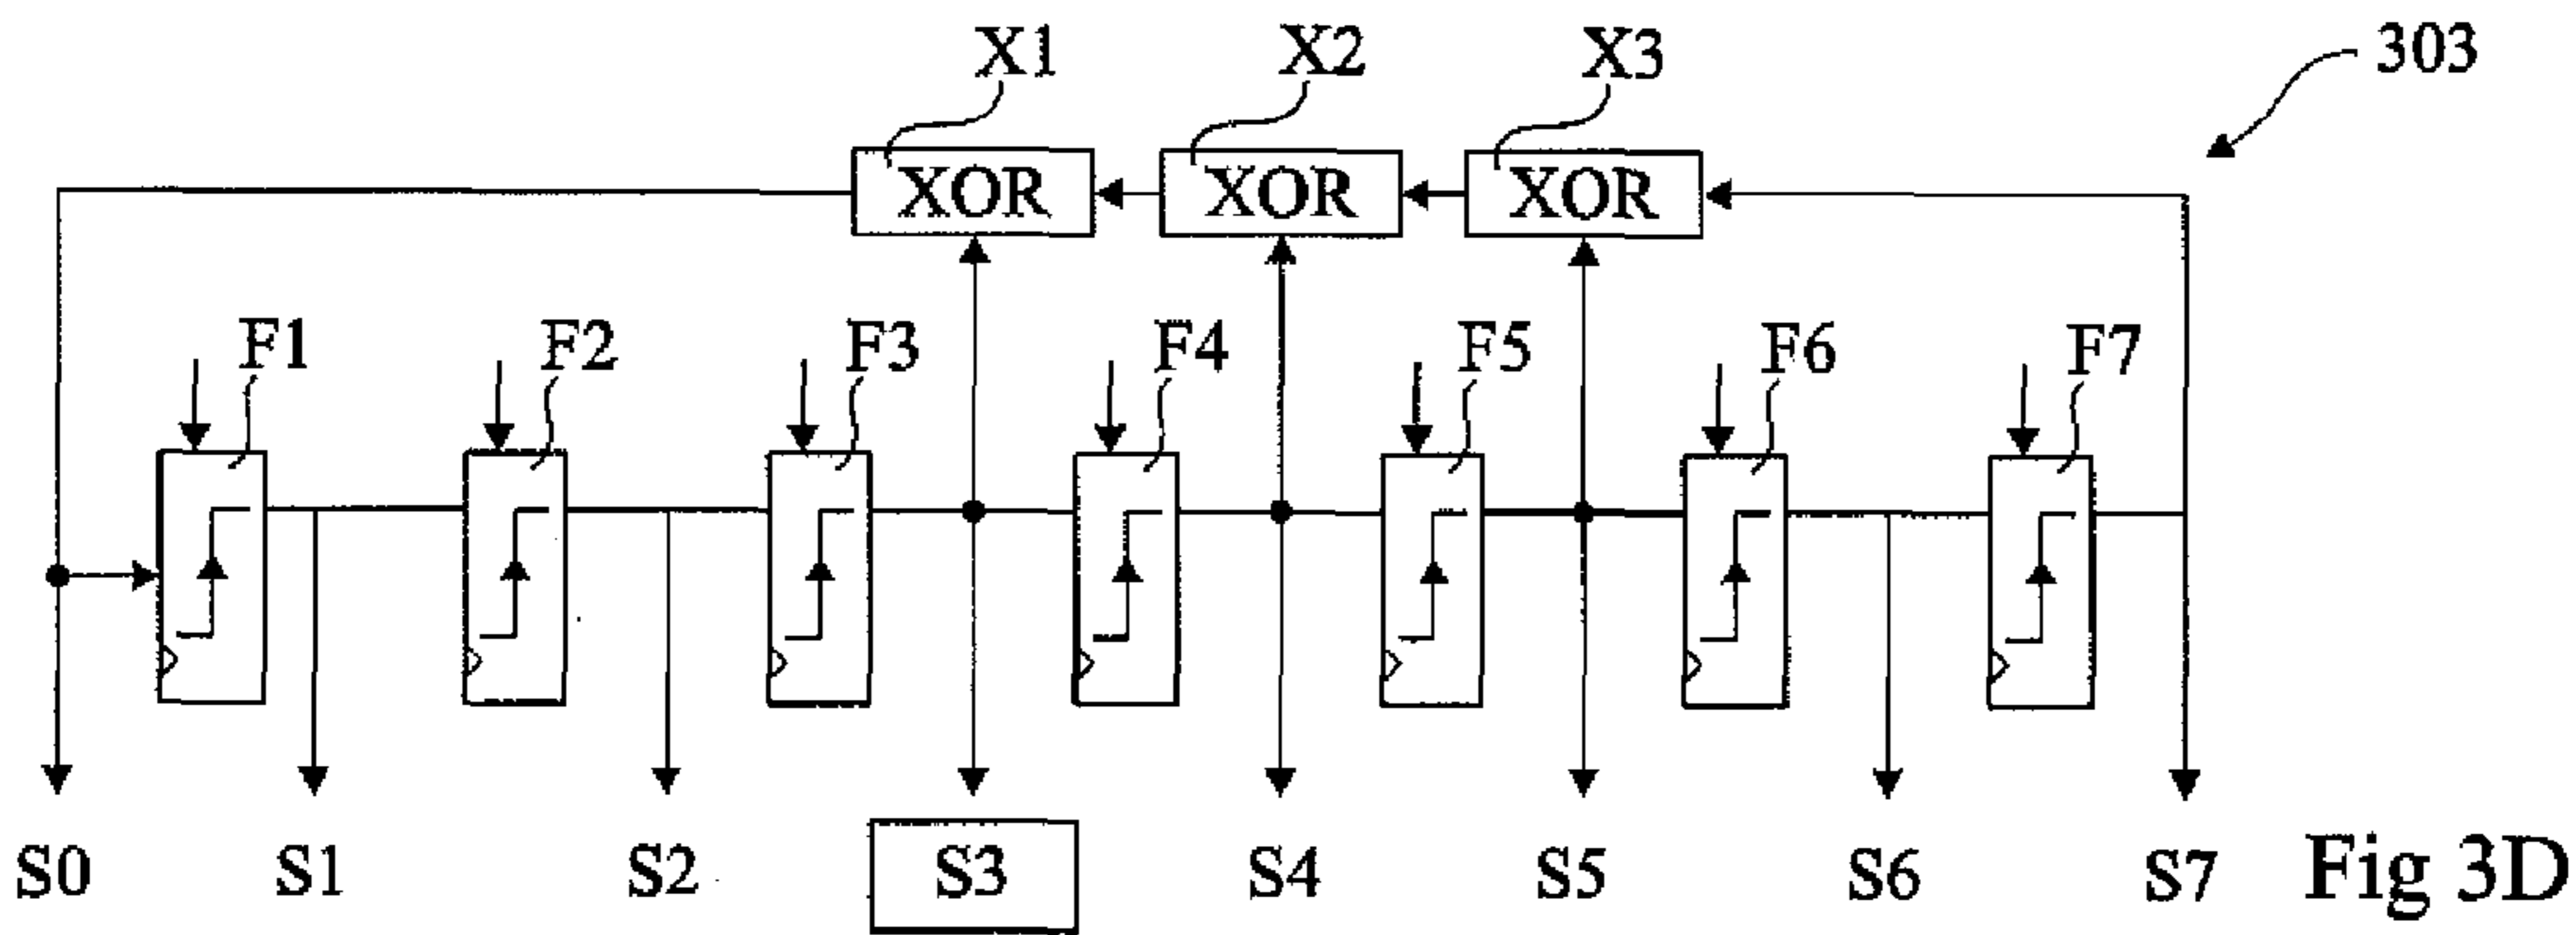 X1 X2 X3 303
XOR XOR XOR
F1 F2 F3 F4 F5 F6 F7
S0 S1 S2 S3 S4 S5 S6 S7 Fig 3D